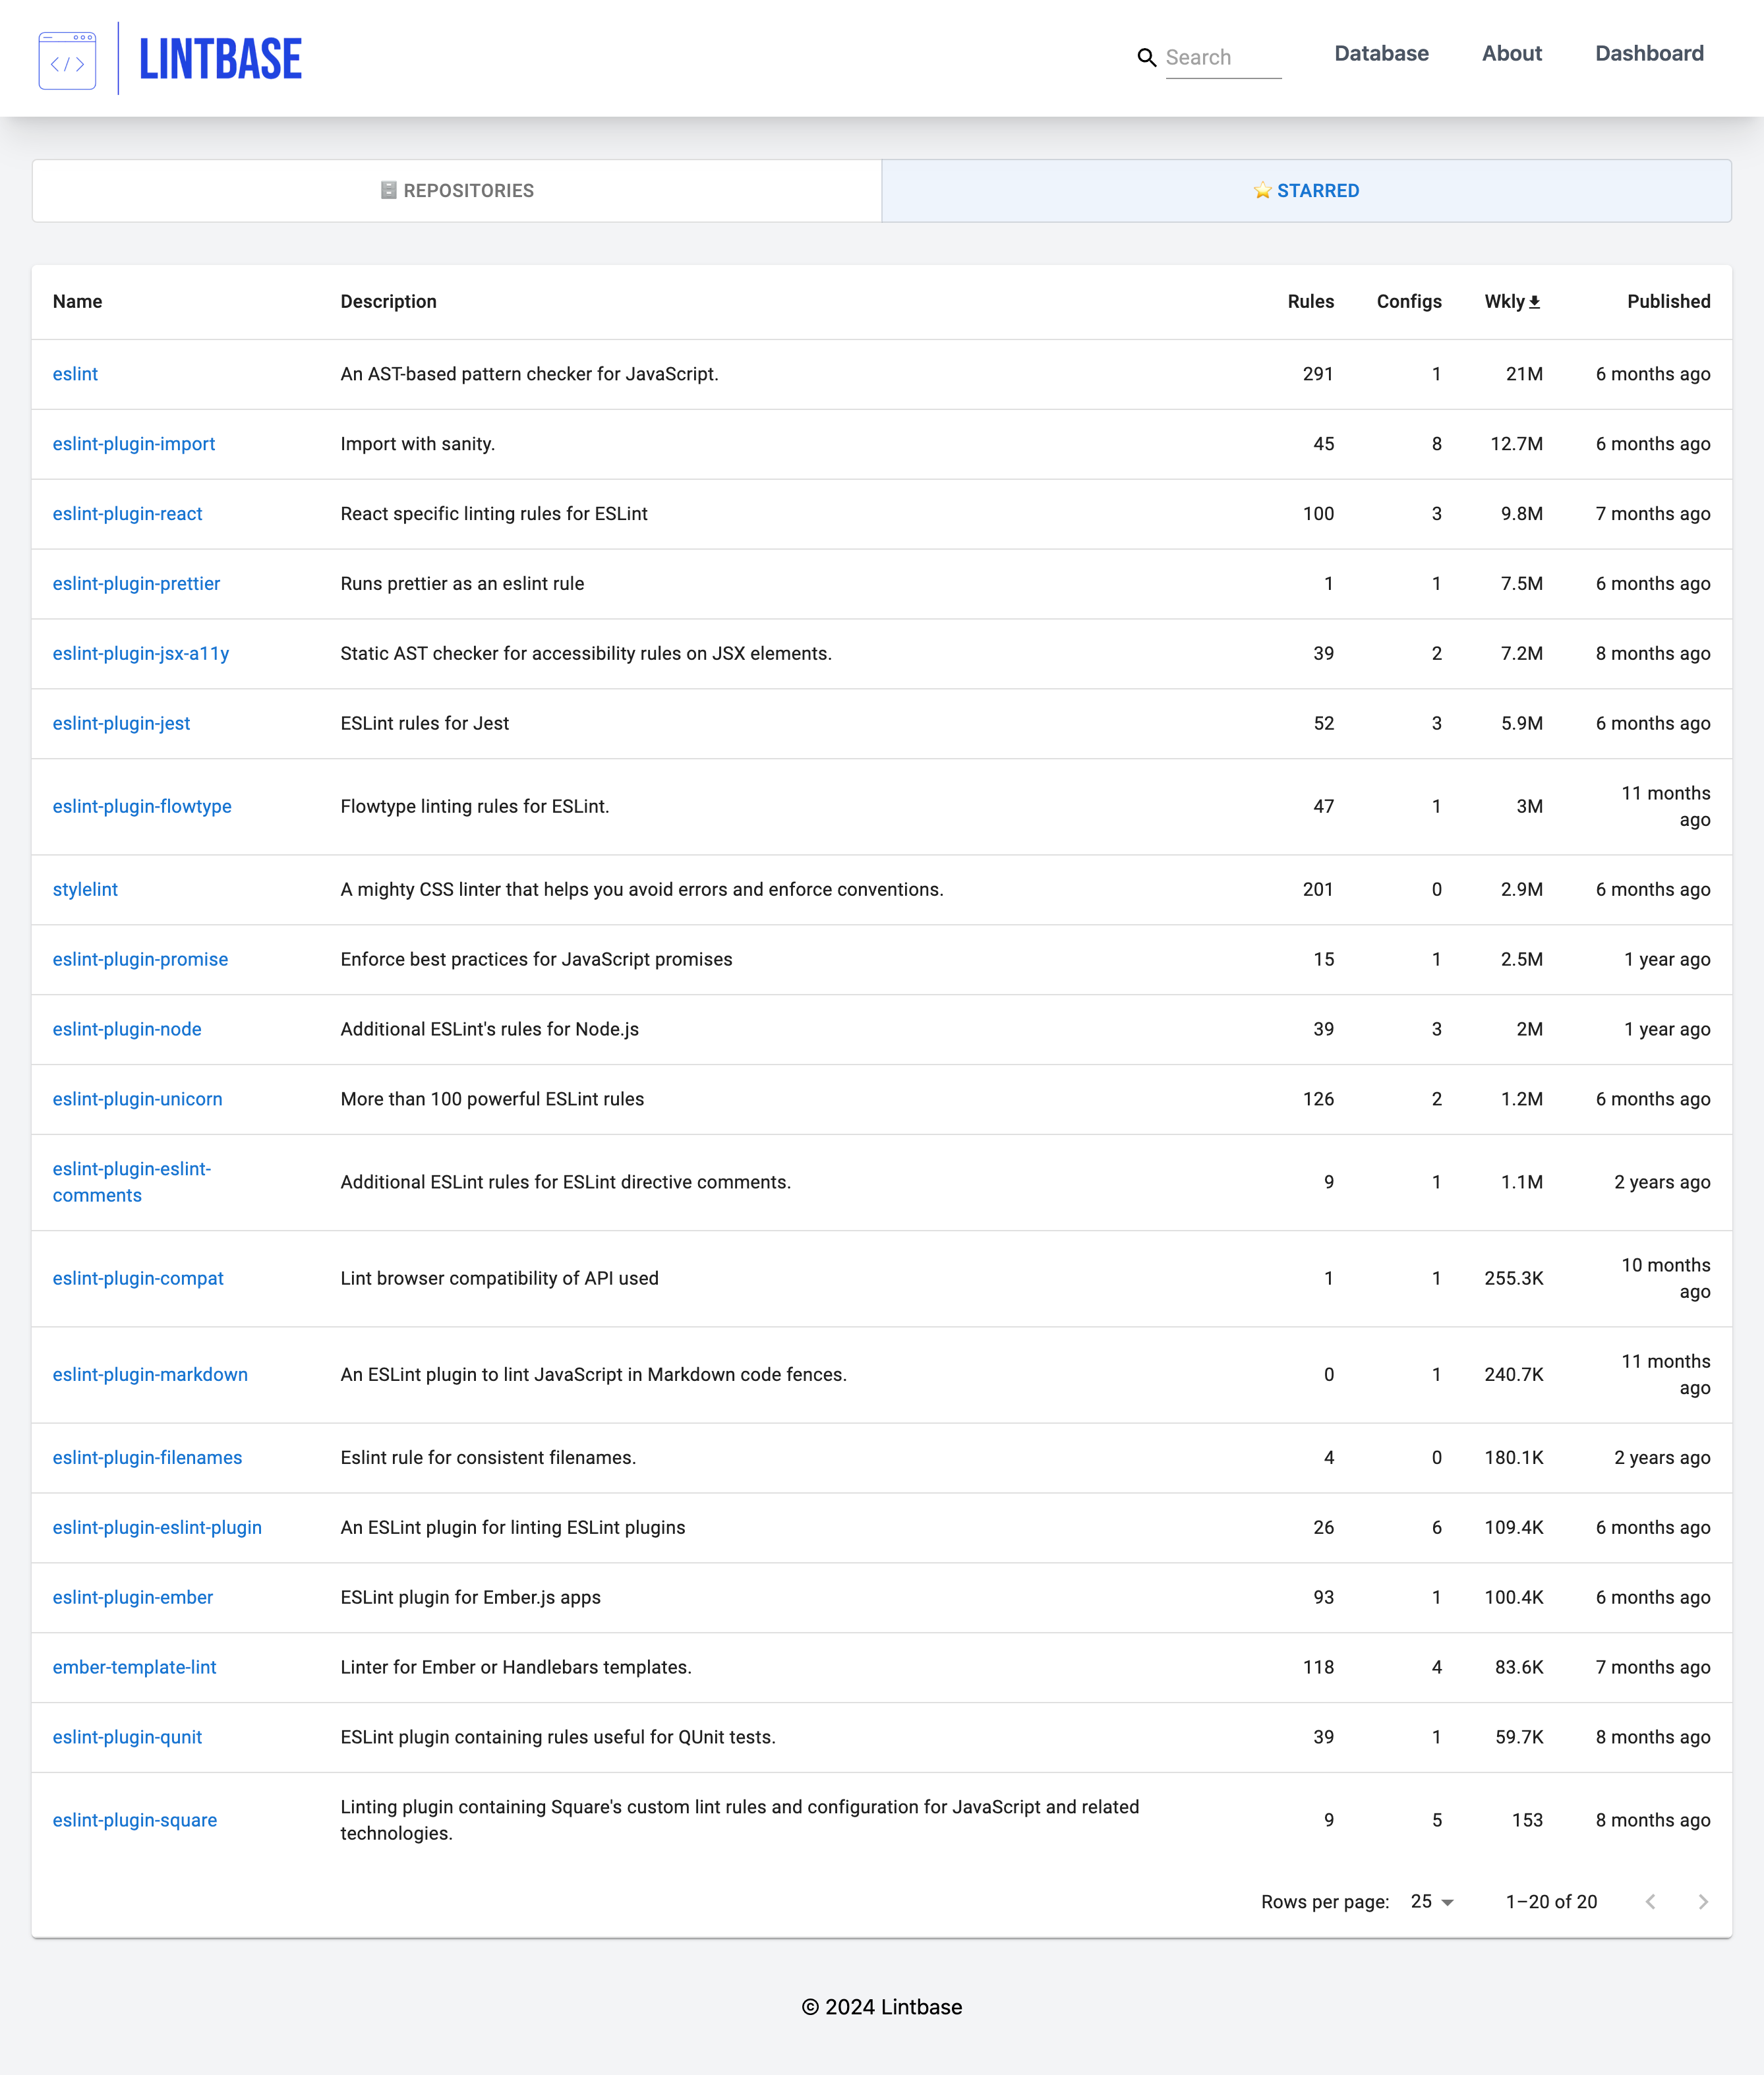 </> LINTBASE Search Database About Dashboard
🗄️ REPOSITORIES ⭐ STARRED
Name Description Rules Configs Wkly Published
eslint An AST-based pattern checker for JavaScript. 291 1 21M 6 months ago
eslint-plugin-import Import with sanity. 45 8 12.7M 6 months ago
eslint-plugin-react React specific linting rules for ESLint 100 3 9.8M 7 months ago
eslint-plugin-prettier Runs prettier as an eslint rule 1 1 7.5M 6 months ago
eslint-plugin-jsx-a11y Static AST checker for accessibility rules on JSX elements. 39 2 7.2M 8 months ago
eslint-plugin-jest ESLint rules for Jest 52 3 5.9M 6 months ago
eslint-plugin-flowtype Flowtype linting rules for ESLint. 47 1 3M 11 months
ago
stylelint A mighty CSS linter that helps you avoid errors and enforce conventions. 201 0 2.9M 6 months ago
eslint-plugin-promise Enforce best practices for JavaScript promises 15 1 2.5M 1 year ago
eslint-plugin-node Additional ESLint's rules for Node.js 39 3 2M 1 year ago
eslint-plugin-unicorn More than 100 powerful ESLint rules 126 2 1.2M 6 months ago
eslint-plugin-eslint-
comments Additional ESLint rules for ESLint directive comments. 9 1 1.1M 2 years ago
eslint-plugin-compat Lint browser compatibility of API used 1 1 255.3K 10 months
ago
eslint-plugin-markdown An ESLint plugin to lint JavaScript in Markdown code fences. 0 1 240.7K 11 months
ago
eslint-plugin-filenames Eslint rule for consistent filenames. 4 0 180.1K 2 years ago
eslint-plugin-eslint-plugin An ESLint plugin for linting ESLint plugins 26 6 109.4K 6 months ago
eslint-plugin-ember ESLint plugin for Ember.js apps 93 1 100.4K 6 months ago
ember-template-lint Linter for Ember or Handlebars templates. 118 4 83.6K 7 months ago
eslint-plugin-qunit ESLint plugin containing rules useful for QUnit tests. 39 1 59.7K 8 months ago
eslint-plugin-square Linting plugin containing Square's custom lint rules and configuration for JavaScript and related
technologies. 9 5 153 8 months ago
Rows per page: 25 1–20 of 20
© 2024 Lintbase